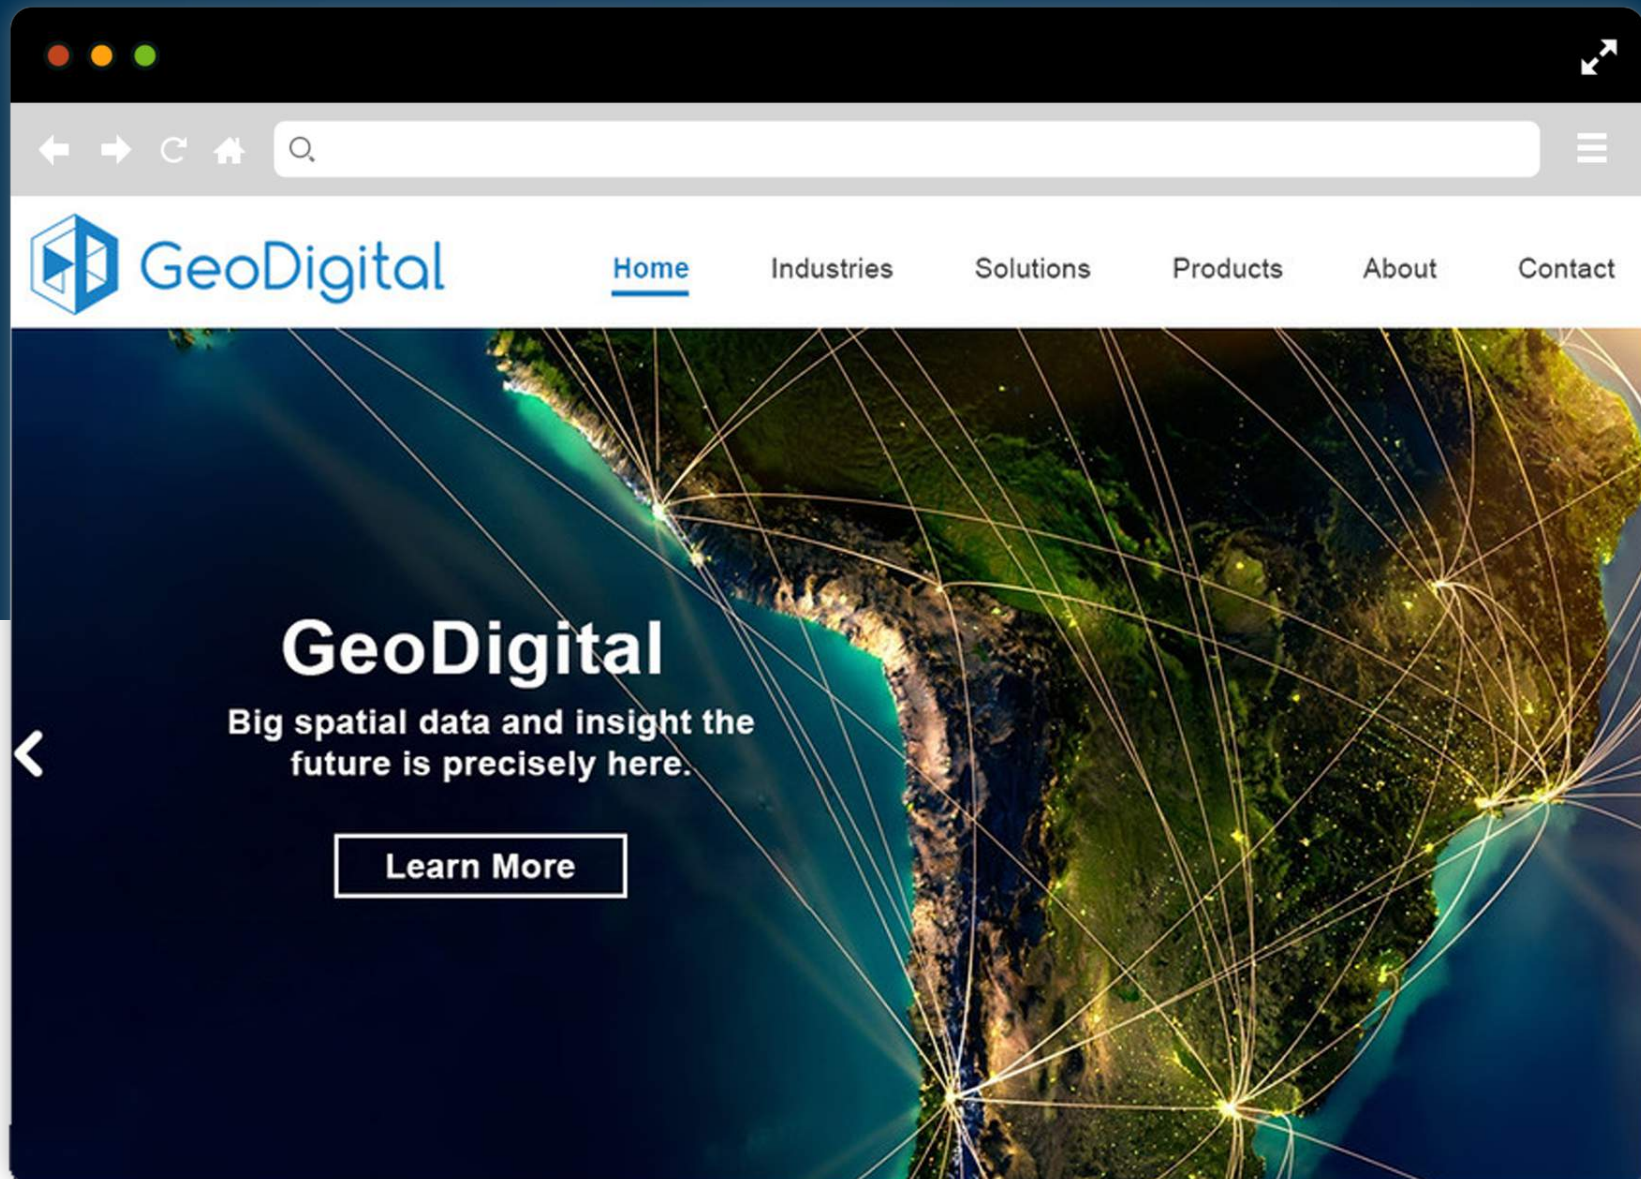 GeoDigital
Home Industries Solutions Products About Contact
GeoDigital
Big spatial data and insight the
future is precisely here.
Learn More